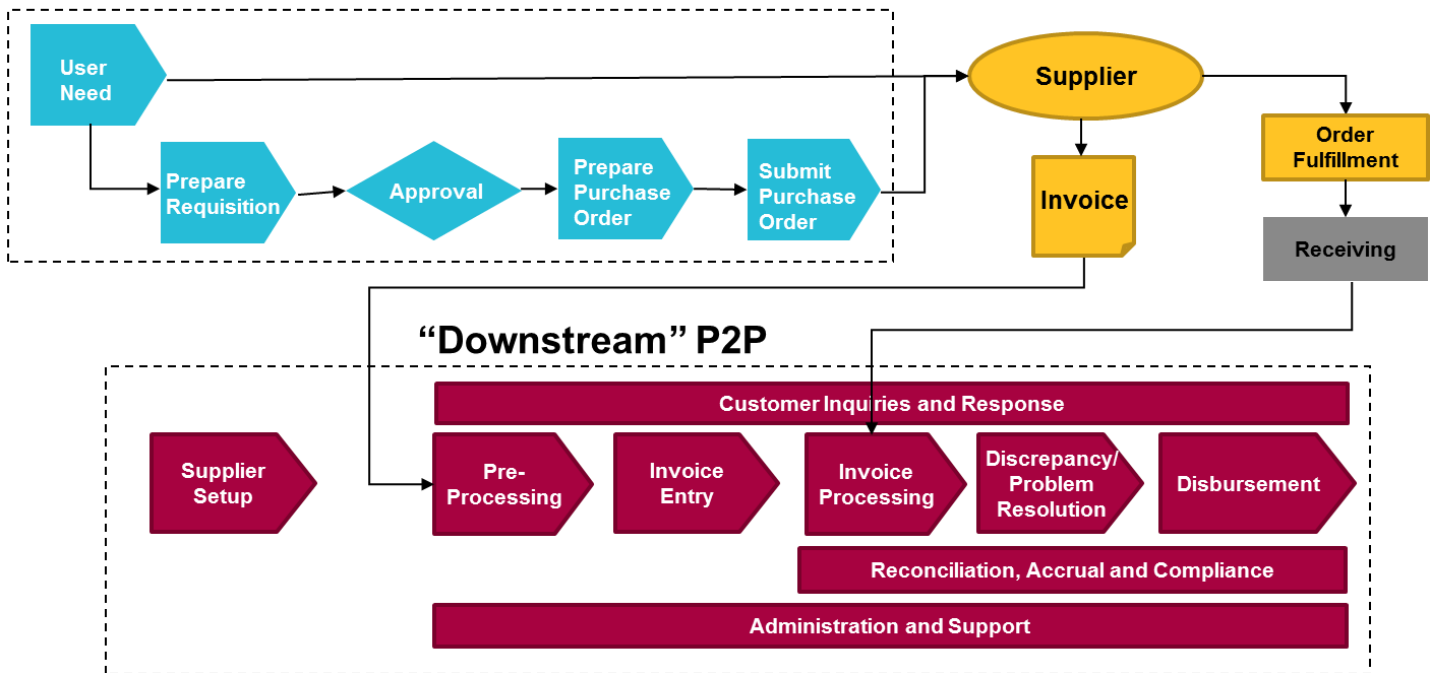 User
Need
Supplier
Order
Fulfillment
Prepare
Requisition
Approval
Prepare
Purchase
Order
Submit
Purchase
Order
Invoice
Receiving
“Downstream” P2P
Customer Inquiries and Response
Supplier
Setup
Pre-
Processing
Invoice
Entry
Invoice
Processing
Discrepancy/
Problem
Resolution
Disbursement
Reconciliation, Accrual and Compliance
Administration and Support